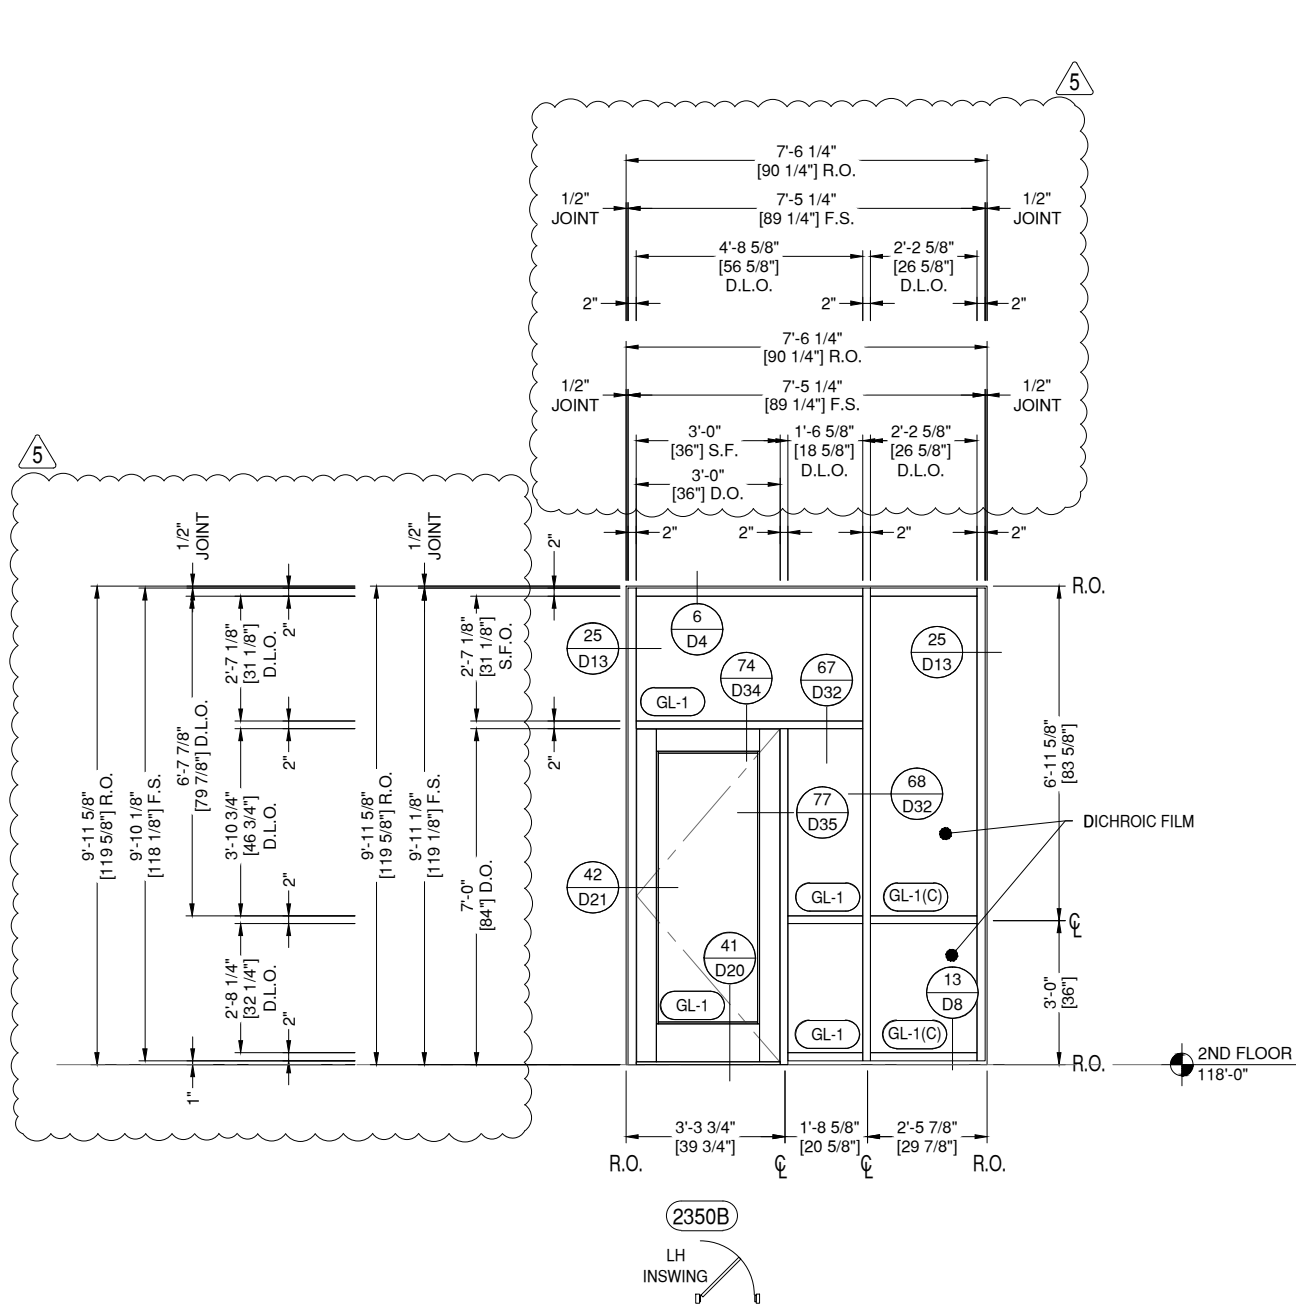 5
7'-6 1/4"
[90 1/4"] R.O.
1/2"
JOINT
7'-5 1/4"
[89 1/4"] F.S.
1/2"
JOINT
4'-8 5/8"
[56 5/8"]
D.L.O.
2'-2 5/8"
[26 5/8"]
D.L.O.
2"
2"
2"
7'-6 1/4"
[90 1/4"] R.O.
1/2"
JOINT
7'-5 1/4"
[89 1/4"] F.S.
1/2"
JOINT
3'-0"
[36"] S.F.
1'-6 5/8"
[18 5/8"]
D.L.O.
2'-2 5/8"
[26 5/8"]
D.L.O.
3'-0"
[36"] D.O.
2"
2"
2"
2"
5
1/2"
JOINT
1/2"
JOINT
2"
9'-11 5/8"
[119 5/8"] R.O.
9'-10 1/8"
[118 1/8"] F.S.
6'-7 7/8"
[79 7/8"] D.L.O.
2'-7 1/8"
[31 1/8"]
D.L.O.
2"
2"
3'-10 3/4"
[46 3/4"]
D.L.O.
2"
2'-8 1/4"
[32 1/4"]
D.L.O.
2"
1"
9'-11 5/8"
[119 5/8"] R.O.
9'-11 1/8"
[119 1/8"] F.S.
2'-7 1/8"
[31 1/8"]
S.F.O.
7'-0"
[84"] D.O.
2"
R.O.
25
D13
6
D4
74
D34
67
D32
25
D13
GL-1
6'-11 5/8"
[83 5/8"]
77
D35
68
D32
DICHROIC FILM
42
D21
GL-1
GL-1(C)
CL
41
D20
13
D8
GL-1
GL-1
GL-1(C)
3'-0"
[36"]
R.O.
2ND FLOOR
118'-0"
3'-3 3/4"
[39 3/4"]
1'-8 5/8"
[20 5/8"]
2'-5 7/8"
[29 7/8"]
R.O.
CL
CL
R.O.
2350B
LH
INSWING